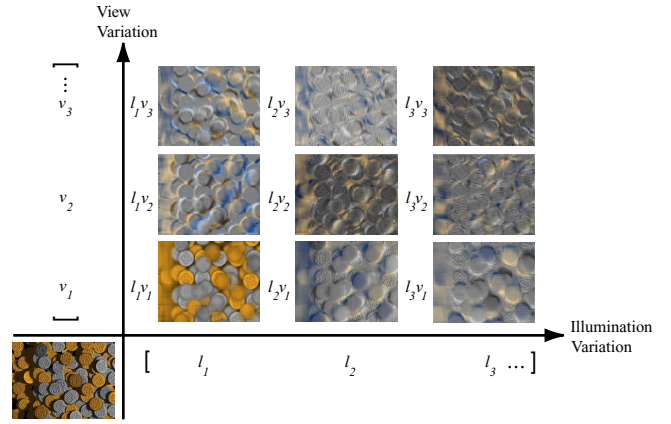 View
Variation
[
⋮
v3
l1v3
l2v3
l3v3
v2
l1v2
l2v2
l3v2
v1
l1v1
l2v1
l3v1
]
Illumination
Variation
[ l1 l2 l3 ... ]